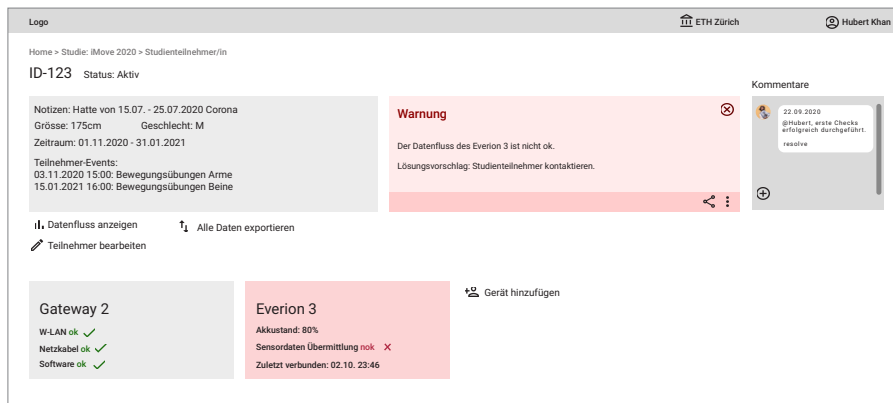 Logo
ETH Zürich
Hubert Khan
Home > Studie: iMove 2020 > Studienteilnehmer/in
ID-123 Status: Aktiv
Notizen: Hatte von 15.07. - 25.07.2020 Corona
Grösse: 175cm Geschlecht: M
Zeitraum: 01.11.2020 - 31.01.2021
Teilnehmer-Events:
03.11.2020 15:00: Bewegungsübungen Arme
15.01.2021 16:00: Bewegungsübungen Beine
Warnung
Der Datenfluss des Everion 3 ist nicht ok.
Lösungsvorschlag: Studienteilnehmer kontaktieren.
Kommentare
22.09.2020
@Hubert, erste Checks
erfolgreich durchgeführt.
resolve
Datenfluss anzeigen
Alle Daten exportieren
Teilnehmer bearbeiten
Gateway 2
W-LAN ok
Netzkabel ok
Software ok
Everion 3
Akkustand: 80%
Sensordaten Übermittlung nok
Zuletzt verbunden: 02.10. 23:46
Gerät hinzufügen